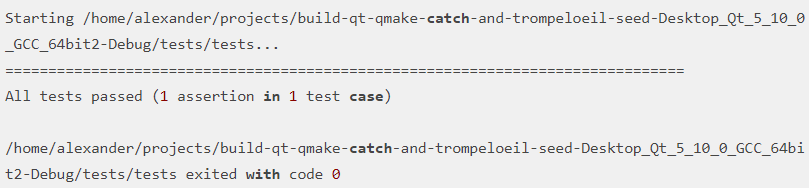 Starting /home/alexander/projects/build-qt-qmake-catch-and-trompeloeil-seed-Desktop_Qt_5_10_0
_GCC_64bit2-Debug/tests/tests...
===============================================================================
All tests passed (1 assertion in 1 test case)
/home/alexander/projects/build-qt-qmake-catch-and-trompeloeil-seed-Desktop_Qt_5_10_0_GCC_64bi
t2-Debug/tests/tests exited with code 0